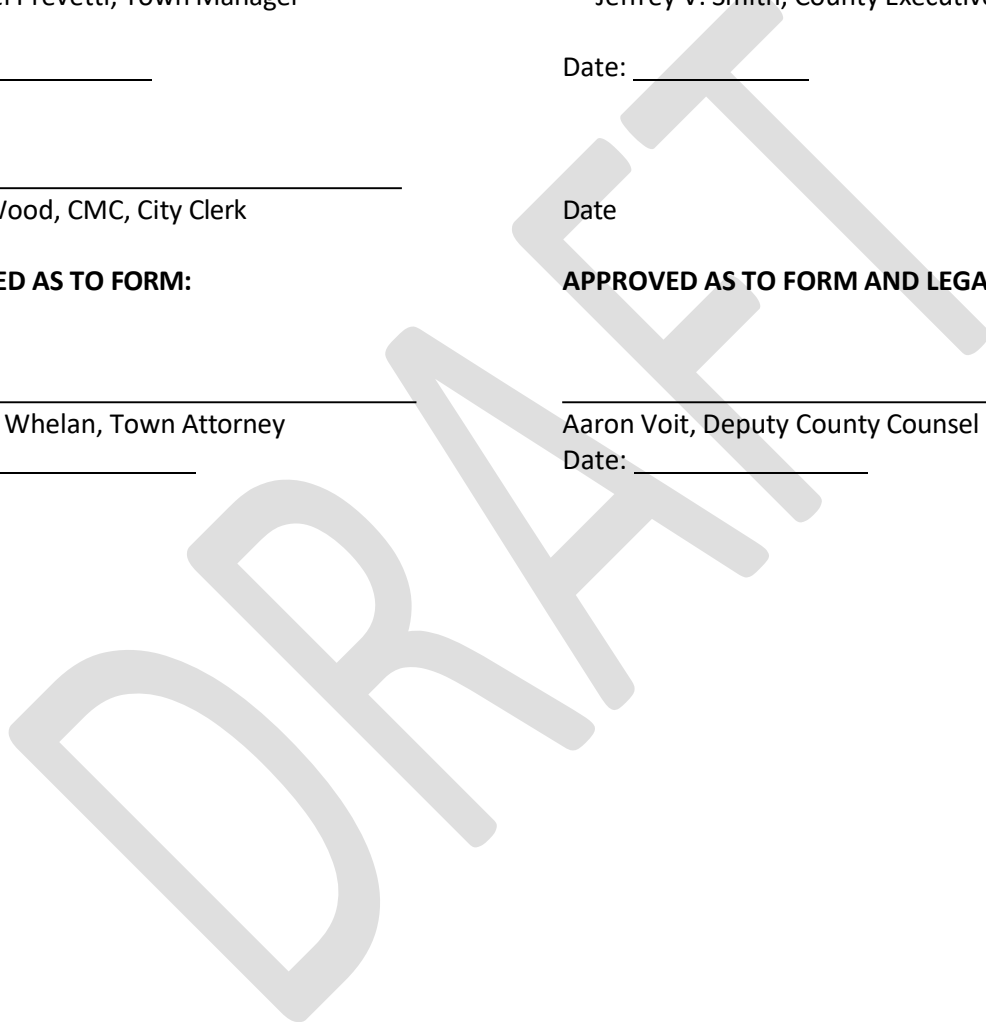 Prevetti, Town Manager
Jeffrey V. Smith, County Executive
Date:
Wood, CMC, City Clerk
Date
ED AS TO FORM:
APPROVED AS TO FORM AND LEGA
Whelan, Town Attorney
Aaron Voit, Deputy County Counsel
Date:
DRAFT